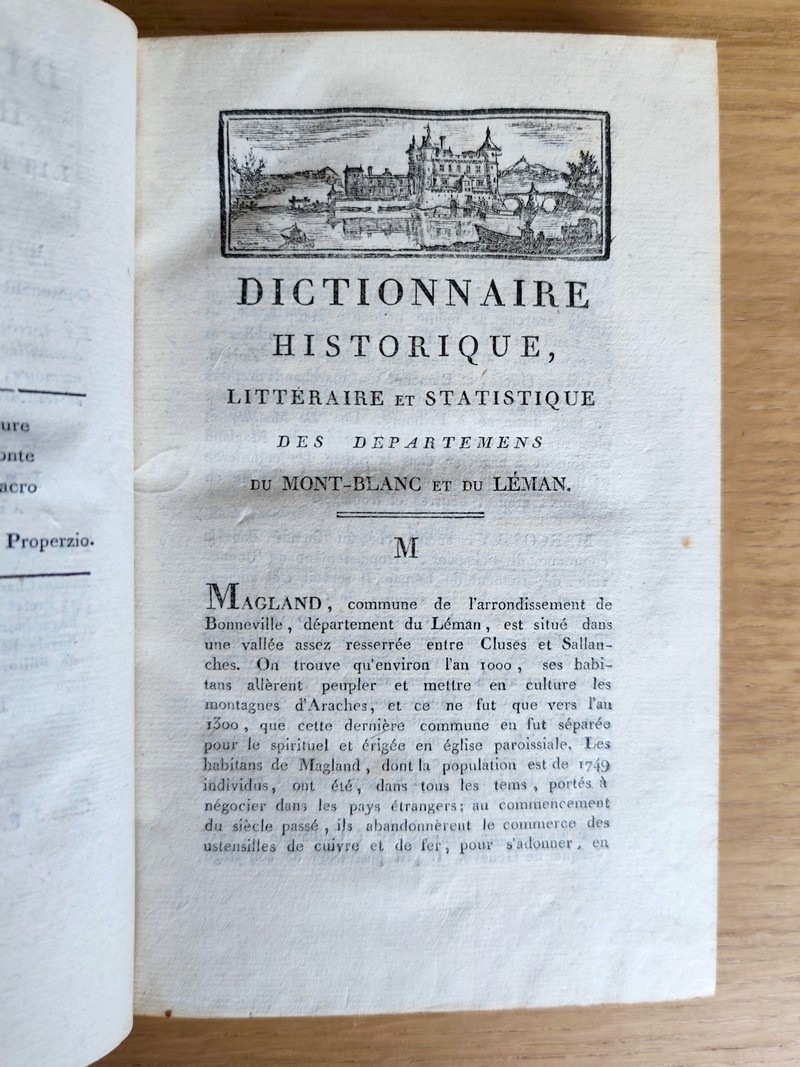 ure
onte
acro
Properzio.
DICTIONNAIRE
HISTORIQUE,
LITTÉRAIRE ET STATISTIQUE
DES DÉPARTEMENS
DU MONT-BLANC ET DU LÉMAN.
M
MAGLAND, commune de l'arrondissement de
Bonneville, département du Léman, est situé dans
une vallée assez resserrée entre Cluses et Sallan-
ches. On trouve qu'environ l'an 1000, ses habi-
tans allèrent peupler et mettre en culture les
montagnes d'Araches, et ce ne fut que vers l'an
1300, que cette dernière commune en fut séparée
pour le spirituel et érigée en église paroissiale. Les
habitans de Magland, dont la population est de 1749
individus, ont été, dans tous les tems, portés à
négocier dans les pays étrangers; au commencement
du siècle passé, ils abandonnèrent le commerce des
ustensilles de cuivre et de fer, pour s'adonner, en